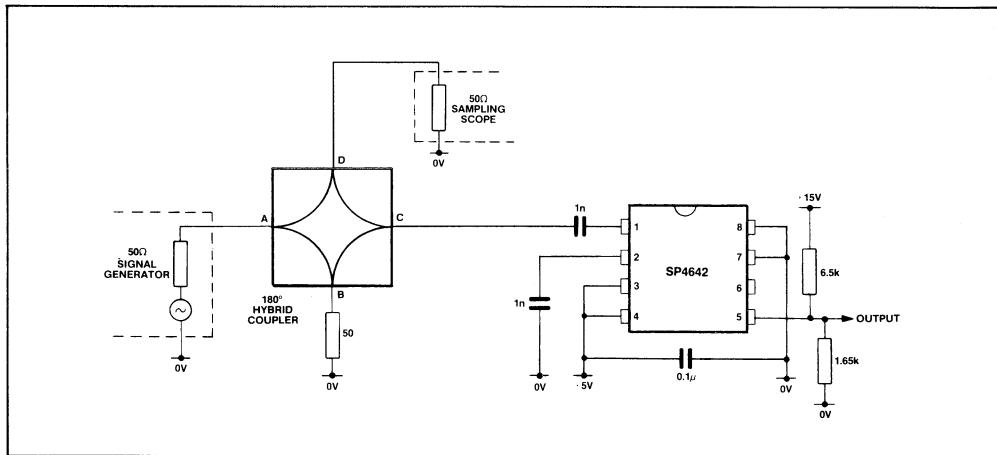 50Ω
SAMPLING
SCOPE
0V
D
A
C
B
50Ω
SIGNAL
GENERATOR
0V
180°
HYBRID
COUPLER
50
0V
1n
1n
0V
1
2
3
4
8
7
6
5
SP4642
· 5V
0.1μ
0V
· 15V
6.5k
OUTPUT
1.65k
0V